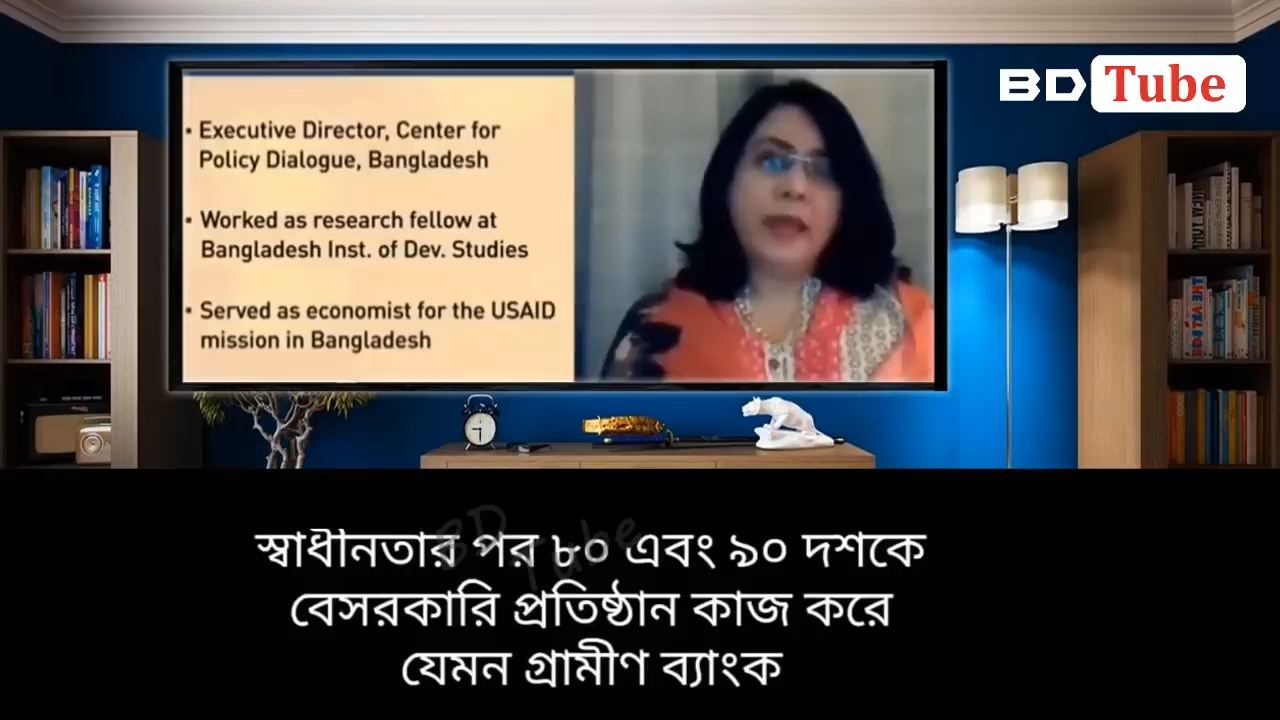 BD Tube
• Executive Director, Center for
Policy Dialogue, Bangladesh
• Worked as research fellow at
Bangladesh Inst. of Dev. Studies
• Served as economist for the USAID
mission in Bangladesh
BD
Tube
স্বাধীনতার পর ৮০ এবং ৯০ দশকে
বেসরকারি প্রতিষ্ঠান কাজ করে
যেমন গ্রামীণ ব্যাংক